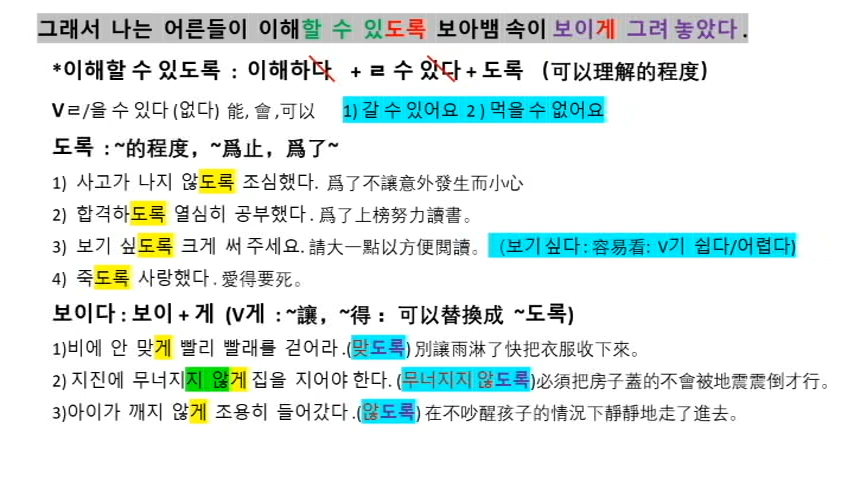 그래서 나는 어른들이 이해할 수 있도록 보아뱀 속이 보이게 그려 놓았다.
*이해할 수 있도록 : 이해하다 + ㄹ 수 있다 + 도록 (可以理解的程度)
Vㄹ/을 수 있다 (없다) 能, 會 ,可以 1) 갈 수 있어요 2 ) 먹을 수 없어요
도록 : ~的程度, ~爲止, 爲了~
1) 사고가 나지 않도록 조심했다. 爲了不讓意外發生而小心
2) 합격하도록 열심히 공부했다. 爲了上榜努力讀書。
3) 보기 싶도록 크게 써 주세요. 請大一點以方便閱讀。 (보기 싶다 : 容易看: V기 쉽다/어렵다)
4) 죽도록 사랑했다. 愛得要死。
보이다 : 보이 + 게 (V게 : ~讓, ~得 : 可以替換成 ~도록)
1)비에 안 맞게 빨리 빨래를 걷어라.(맞도록) 別讓雨淋了快把衣服收下來。
2) 지진에 무너지지 않게 집을 지어야 한다. (무너지지 않도록)必須把房子蓋的不會被地震震倒才行。
3)아이가 깨지 않게 조용히 들어갔다.(않도록) 在不吵醒孩子的情況下靜靜地走了進去。